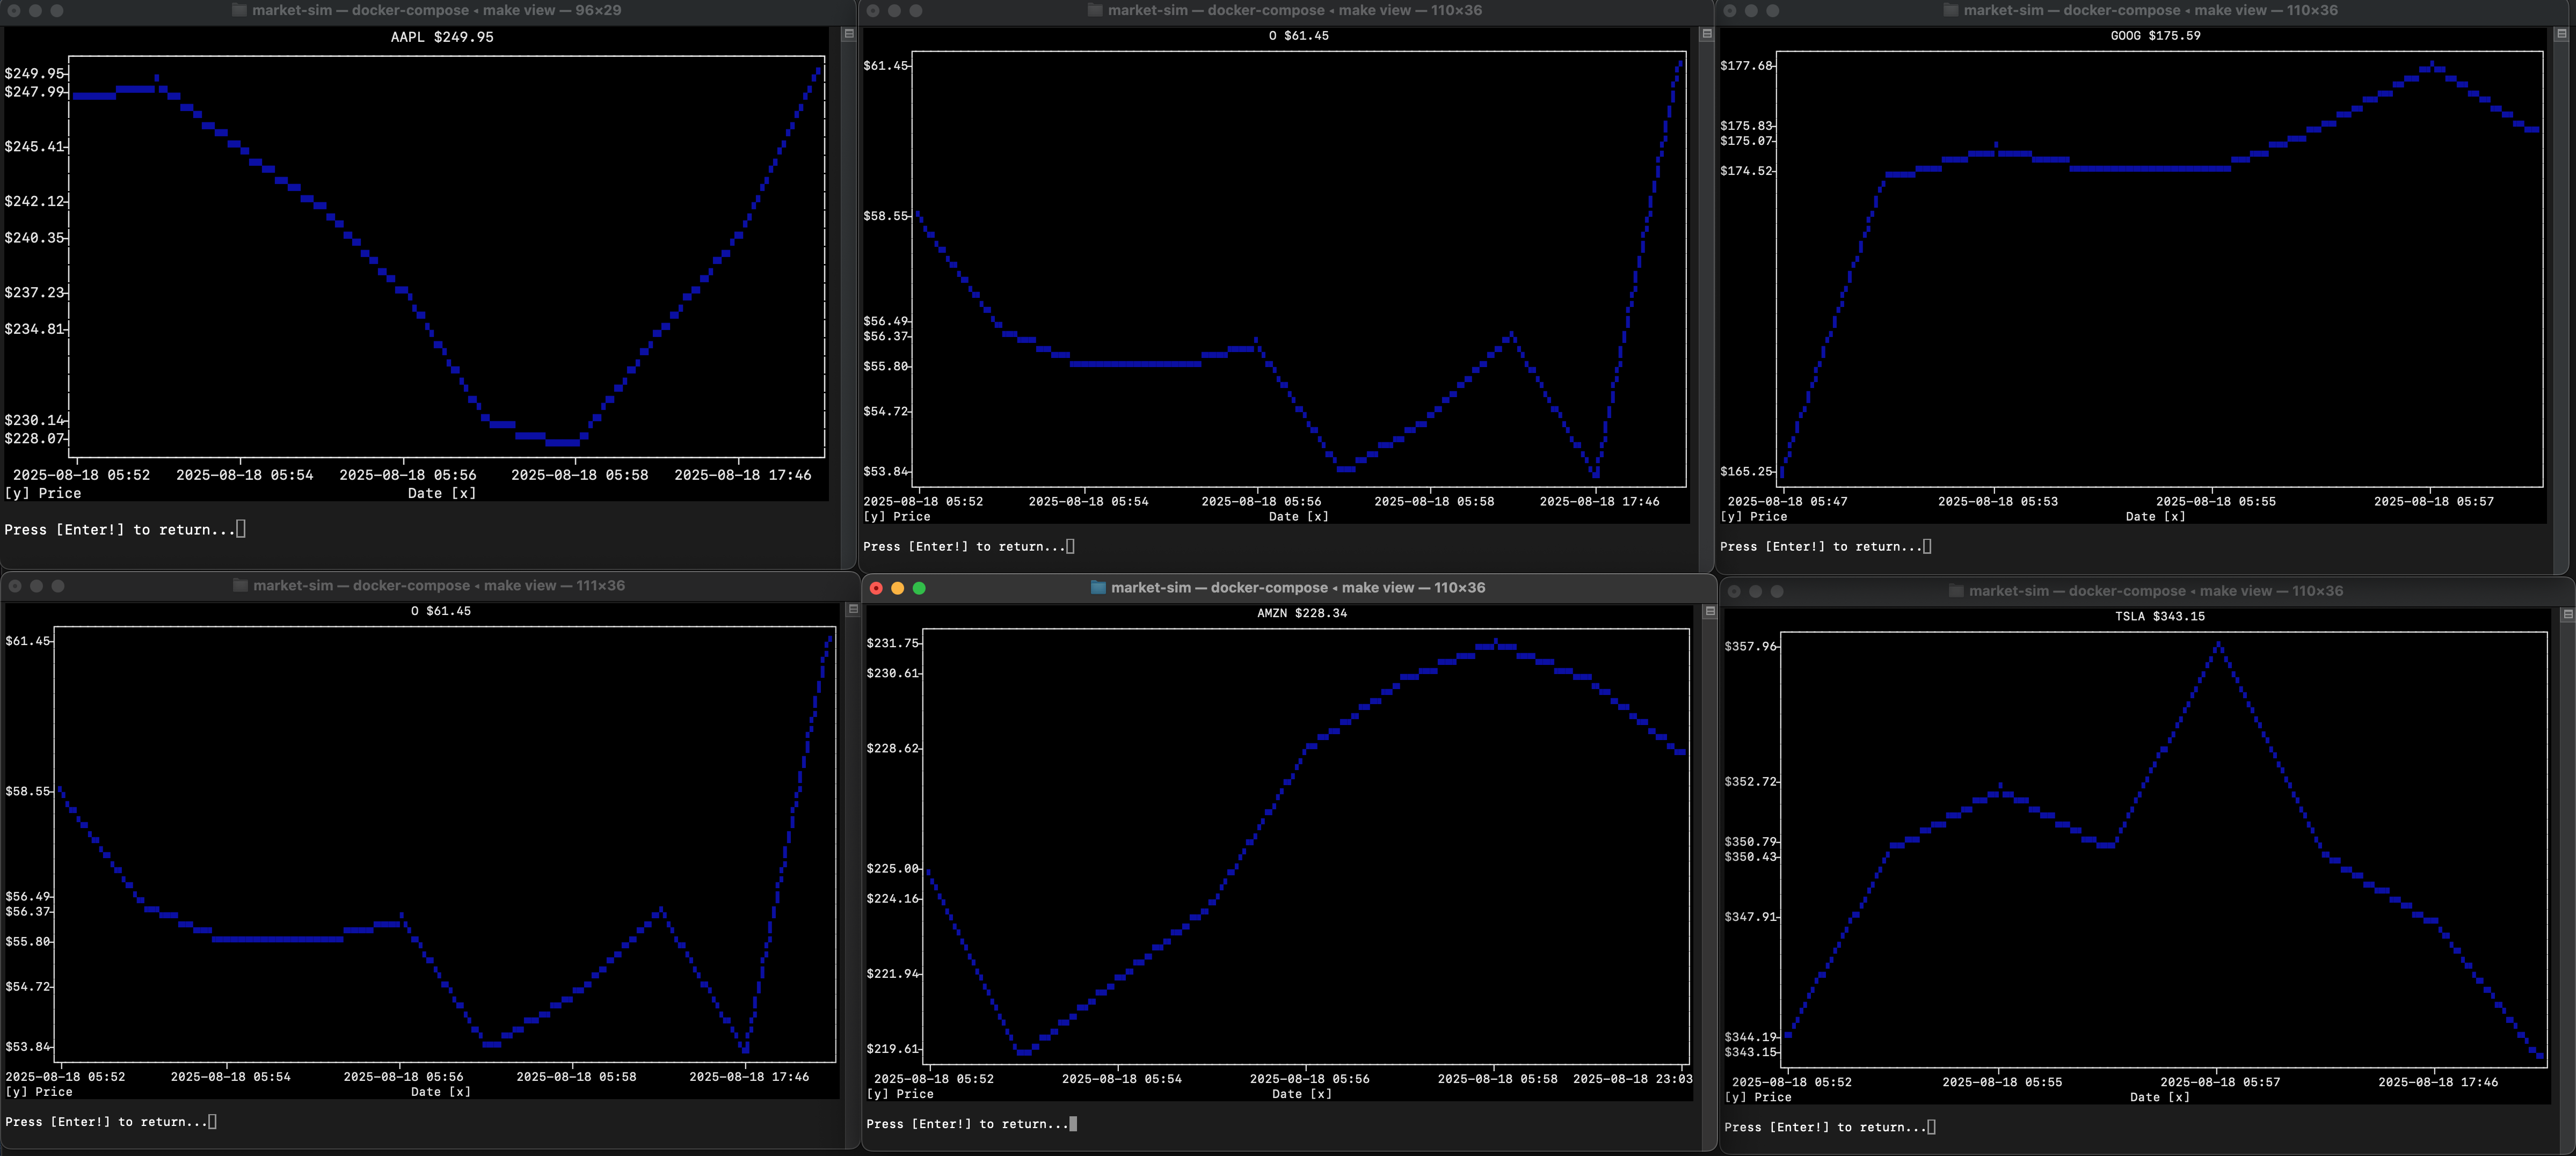 market-sim — docker-compose ◂ make view — 96×29
AAPL $249.95
$249.95
$247.99
$245.41
$242.12
$240.35
$237.23
$234.81
$230.14
$228.07
2025-08-18 05:52 2025-08-18 05:54 2025-08-18 05:56 2025-08-18 05:58 2025-08-18 17:46
[y] Price Date [x]
Press [Enter!] to return...
market-sim — docker-compose ◂ make view — 110×36
O $61.45
$61.45
$58.55
$56.49
$56.37
$55.80
$54.72
$53.84
2025-08-18 05:52 2025-08-18 05:54 2025-08-18 05:56 2025-08-18 05:58 2025-08-18 17:46
[y] Price Date [x]
Press [Enter!] to return...
market-sim — docker-compose ◂ make view — 110×36
GOOG $175.59
$177.68
$175.83
$175.07
$174.52
$165.25
2025-08-18 05:47 2025-08-18 05:53 2025-08-18 05:55 2025-08-18 05:57
[y] Price Date [x]
Press [Enter!] to return...
market-sim — docker-compose ◂ make view — 111×36
O $61.45
$61.45
$58.55
$56.49
$56.37
$55.80
$54.72
$53.84
2025-08-18 05:52 2025-08-18 05:54 2025-08-18 05:56 2025-08-18 05:58 2025-08-18 17:46
[y] Price Date [x]
Press [Enter!] to return...
market-sim — docker-compose ◂ make view — 110×36
AMZN $228.34
$231.75
$230.61
$228.62
$225.00
$224.16
$221.94
$219.61
2025-08-18 05:52 2025-08-18 05:54 2025-08-18 05:56 2025-08-18 05:58 2025-08-18 23:03
[y] Price Date [x]
Press [Enter!] to return...
market-sim — docker-compose ◂ make view — 110×36
TSLA $343.15
$357.96
$352.72
$350.79
$350.43
$347.91
$344.19
$343.15
2025-08-18 05:52 2025-08-18 05:55 2025-08-18 05:57 2025-08-18 17:46
[y] Price Date [x]
Press [Enter!] to return...